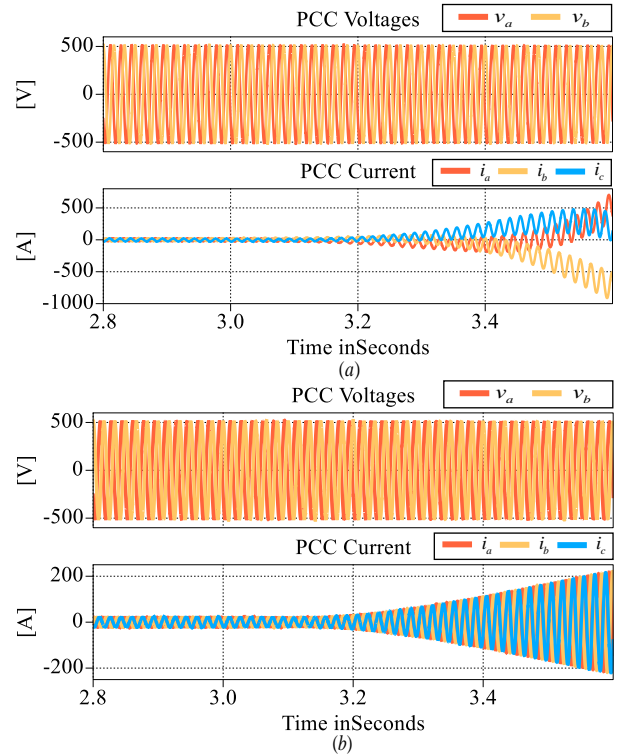 PCC Voltages v_a v_b
500
0
-500
[V]
PCC Current i_a i_b i_c
500
0
-500
-1000
[A]
2.8 3.0 3.2 3.4
Time inSeconds
(a)
PCC Voltages v_a v_b
500
0
-500
[V]
PCC Current i_a i_b i_c
200
0
-200
[A]
2.8 3.0 3.2 3.4
Time inSeconds
(b)